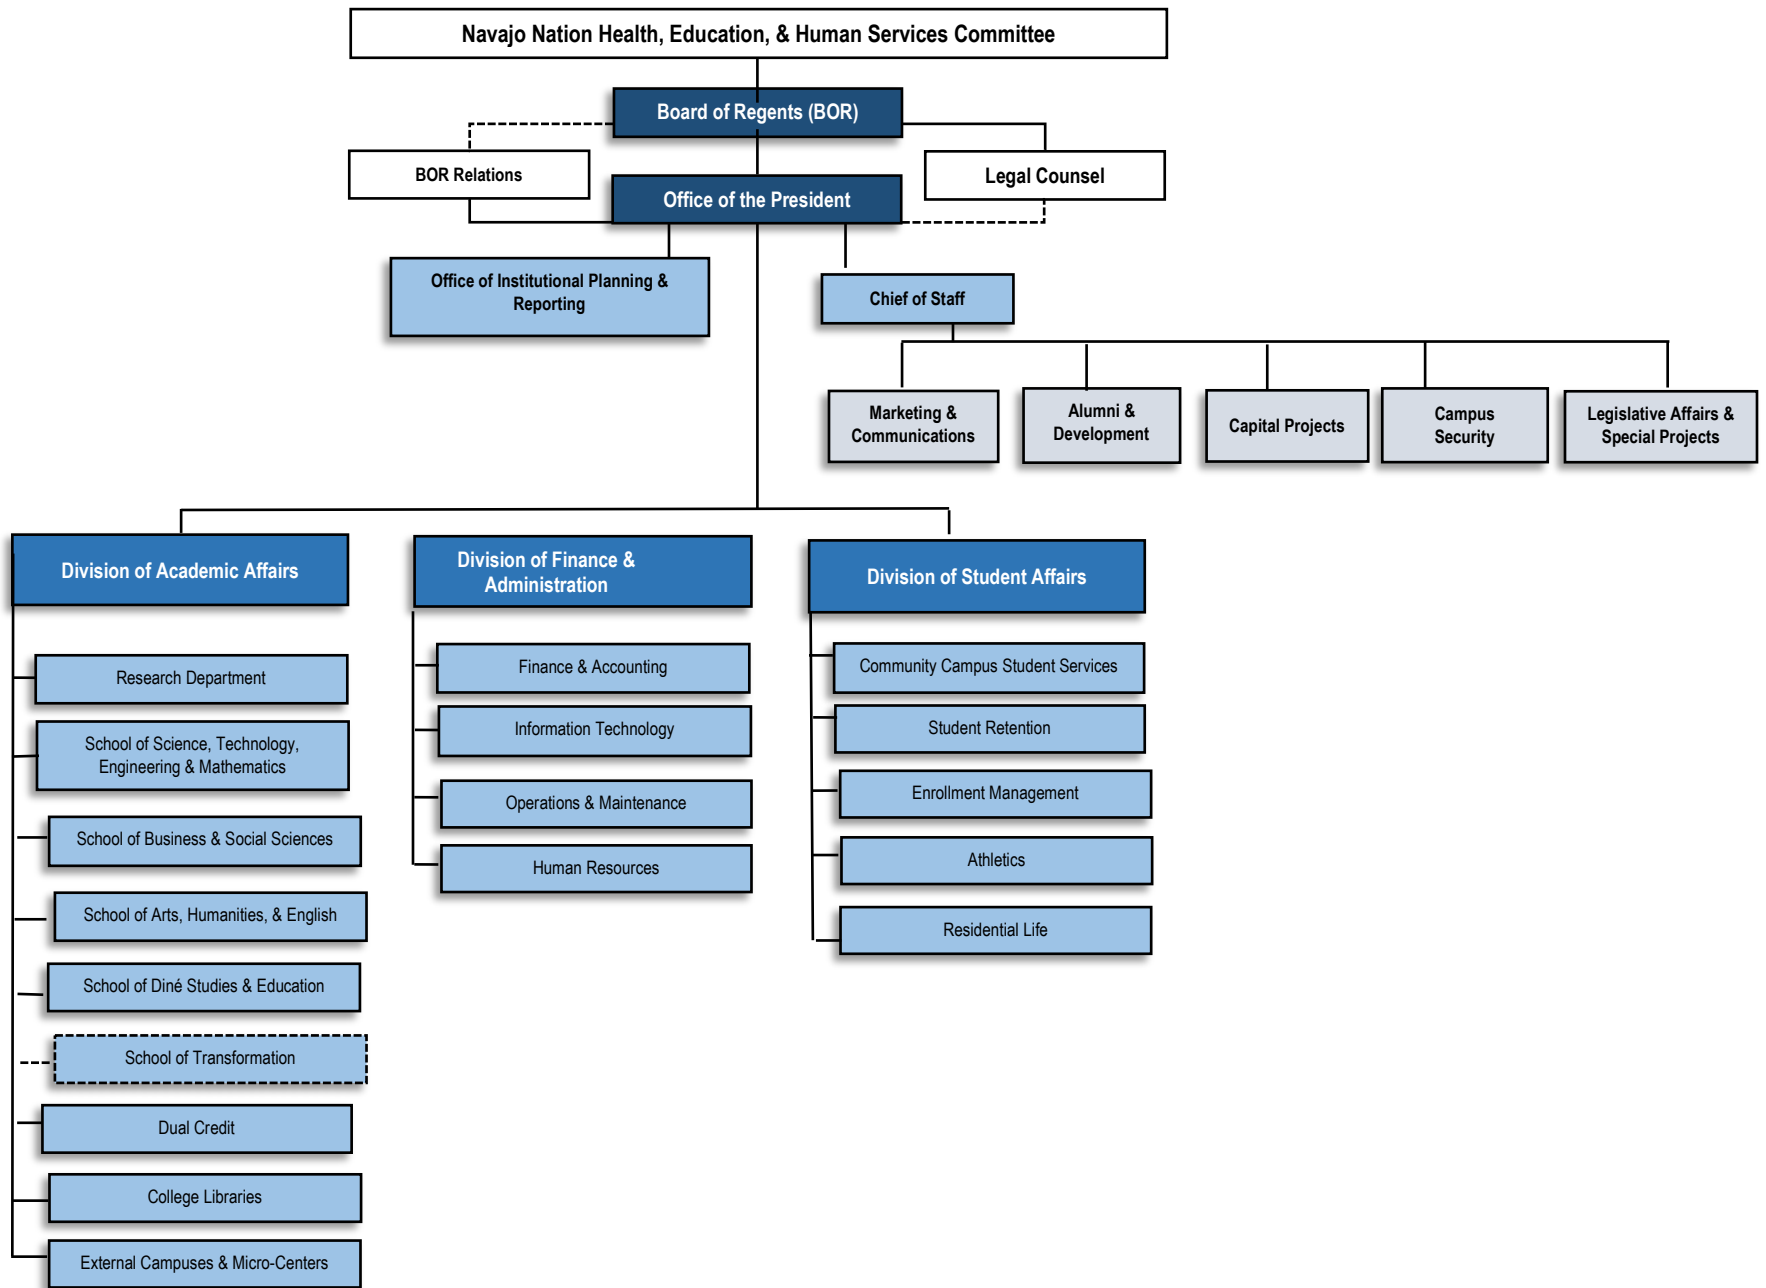 Navajo Nation Health, Education, & Human Services Committee
Board of Regents (BOR)
BOR Relations
Legal Counsel
Office of the President
Office of Institutional Planning &
Reporting
Chief of Staff
Marketing &
Communications
Alumni &
Development
Capital Projects
Campus
Security
Legislative Affairs &
Special Projects
Division of Academic Affairs
Research Department
School of Science, Technology,
Engineering & Mathematics
School of Business & Social Sciences
School of Arts, Humanities, & English
School of Diné Studies & Education
School of Transformation
Dual Credit
College Libraries
External Campuses & Micro-Centers
Division of Finance &
Administration
Finance & Accounting
Information Technology
Operations & Maintenance
Human Resources
Division of Student Affairs
Community Campus Student Services
Student Retention
Enrollment Management
Athletics
Residential Life